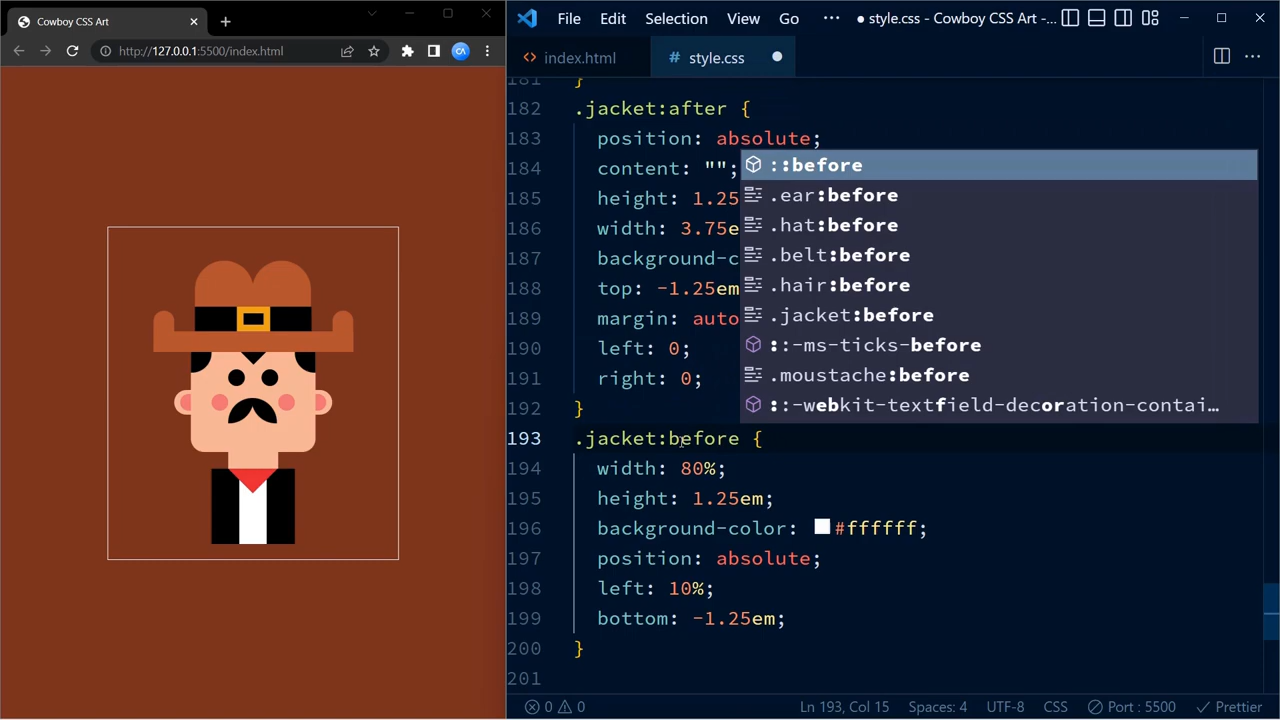 Cowboy CSS Art
http://127.0.0.1:5500/index.html
File Edit Selection View Go ··· ● style.css - Cowboy CSS Art -...
<> index.html
# style.css ●
181 }
182 .jacket:after {
183 position: absolute;
184 content: "";
185 height: 1.25
186 width: 3.75e
187 background-c
188 top: -1.25em
189 margin: auto
190 left: 0;
191 right: 0;
192 }
193 .jacket:before {
194 width: 80%;
195 height: 1.25em;
196 background-color: #ffffff;
197 position: absolute;
198 left: 10%;
199 bottom: -1.25em;
200 }
201
::before
.ear:before
.hat:before
.belt:before
.hair:before
.jacket:before
::-ms-ticks-before
.moustache:before
::-webkit-textfield-decoration-contai…
0 0 Ln 193, Col 15 Spaces: 4 UTF-8 CSS Port : 5500 Prettier